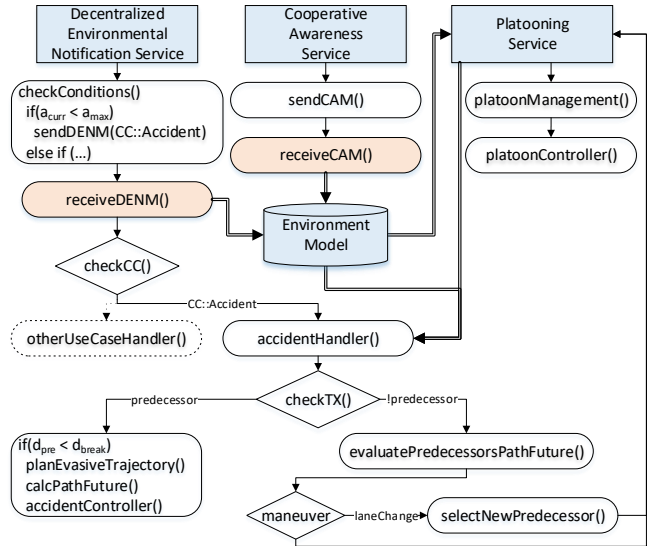 Decentralized
Environmental
Notification Service
Cooperative
Awareness
Service
Platooning
Service
checkConditions()
if(a_curr < a_max)
sendDENM(CC::Accident)
else if (...)
sendCAM()
platoonManagement()
receiveCAM()
platoonController()
receiveDENM()
Environment
Model
checkCC()
CC::Accident
otherUseCaseHandler()
accidentHandler()
checkTX()
predecessor
!predecessor
if(d_pre < d_break)
planEvasiveTrajectory()
calcPathFuture()
accidentController()
evaluatePredecessorsPathFuture()
maneuver
laneChange
selectNewPredecessor()